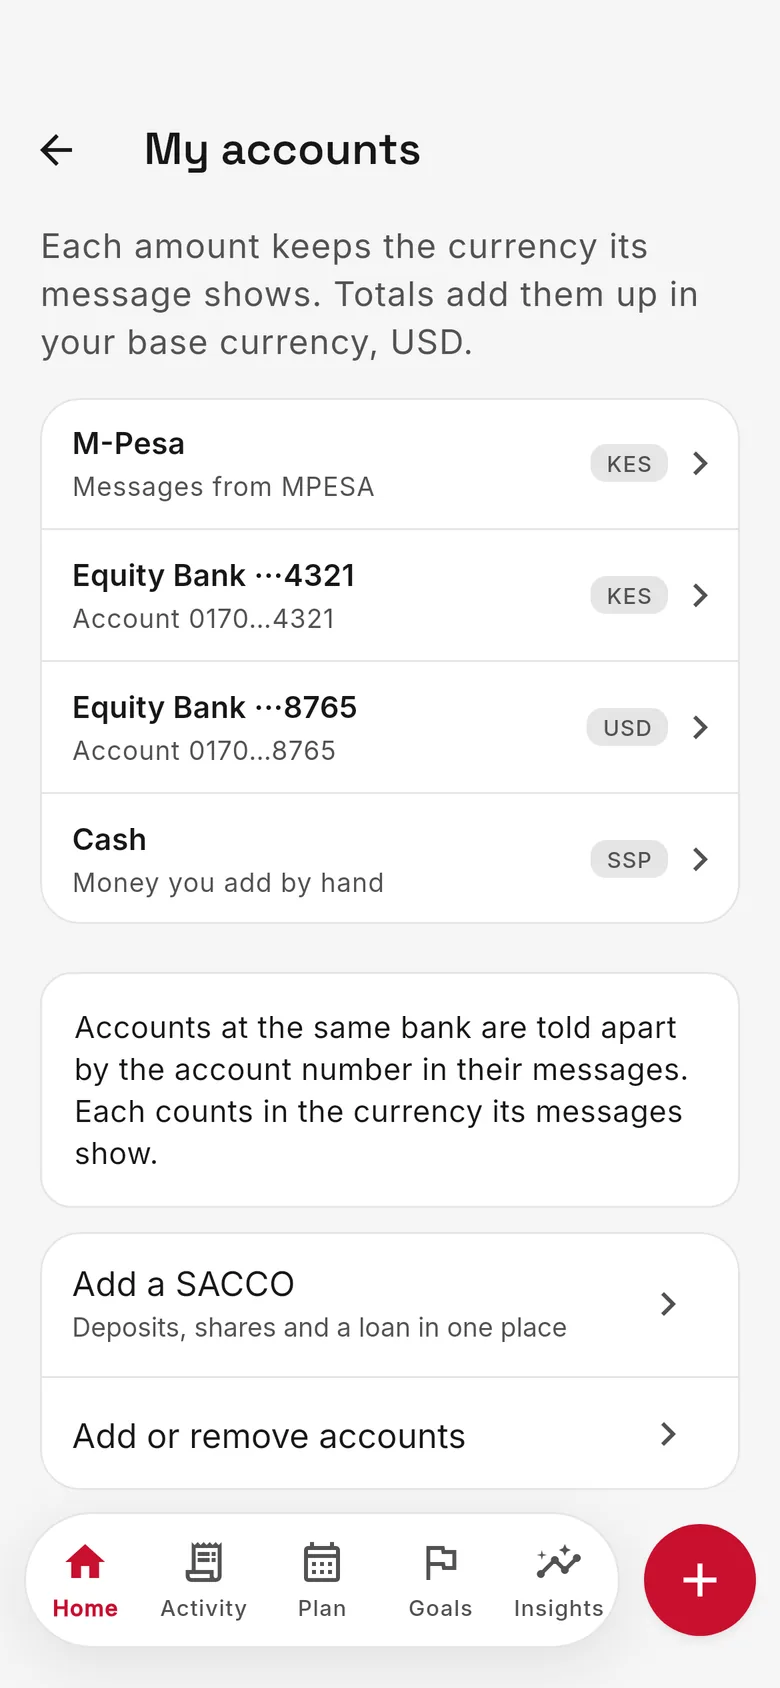 My accounts
Each amount keeps the currency its
message shows. Totals add them up in
your base currency, USD.
M-Pesa
Messages from MPESA
KES
Equity Bank ···4321
Account 0170...4321
KES
Equity Bank ···8765
Account 0170...8765
USD
Cash
Money you add by hand
SSP
Accounts at the same bank are told apart
by the account number in their messages.
Each counts in the currency its messages
show.
Add a SACCO
Deposits, shares and a loan in one place
Add or remove accounts
Home
Activity
Plan
Goals
Insights